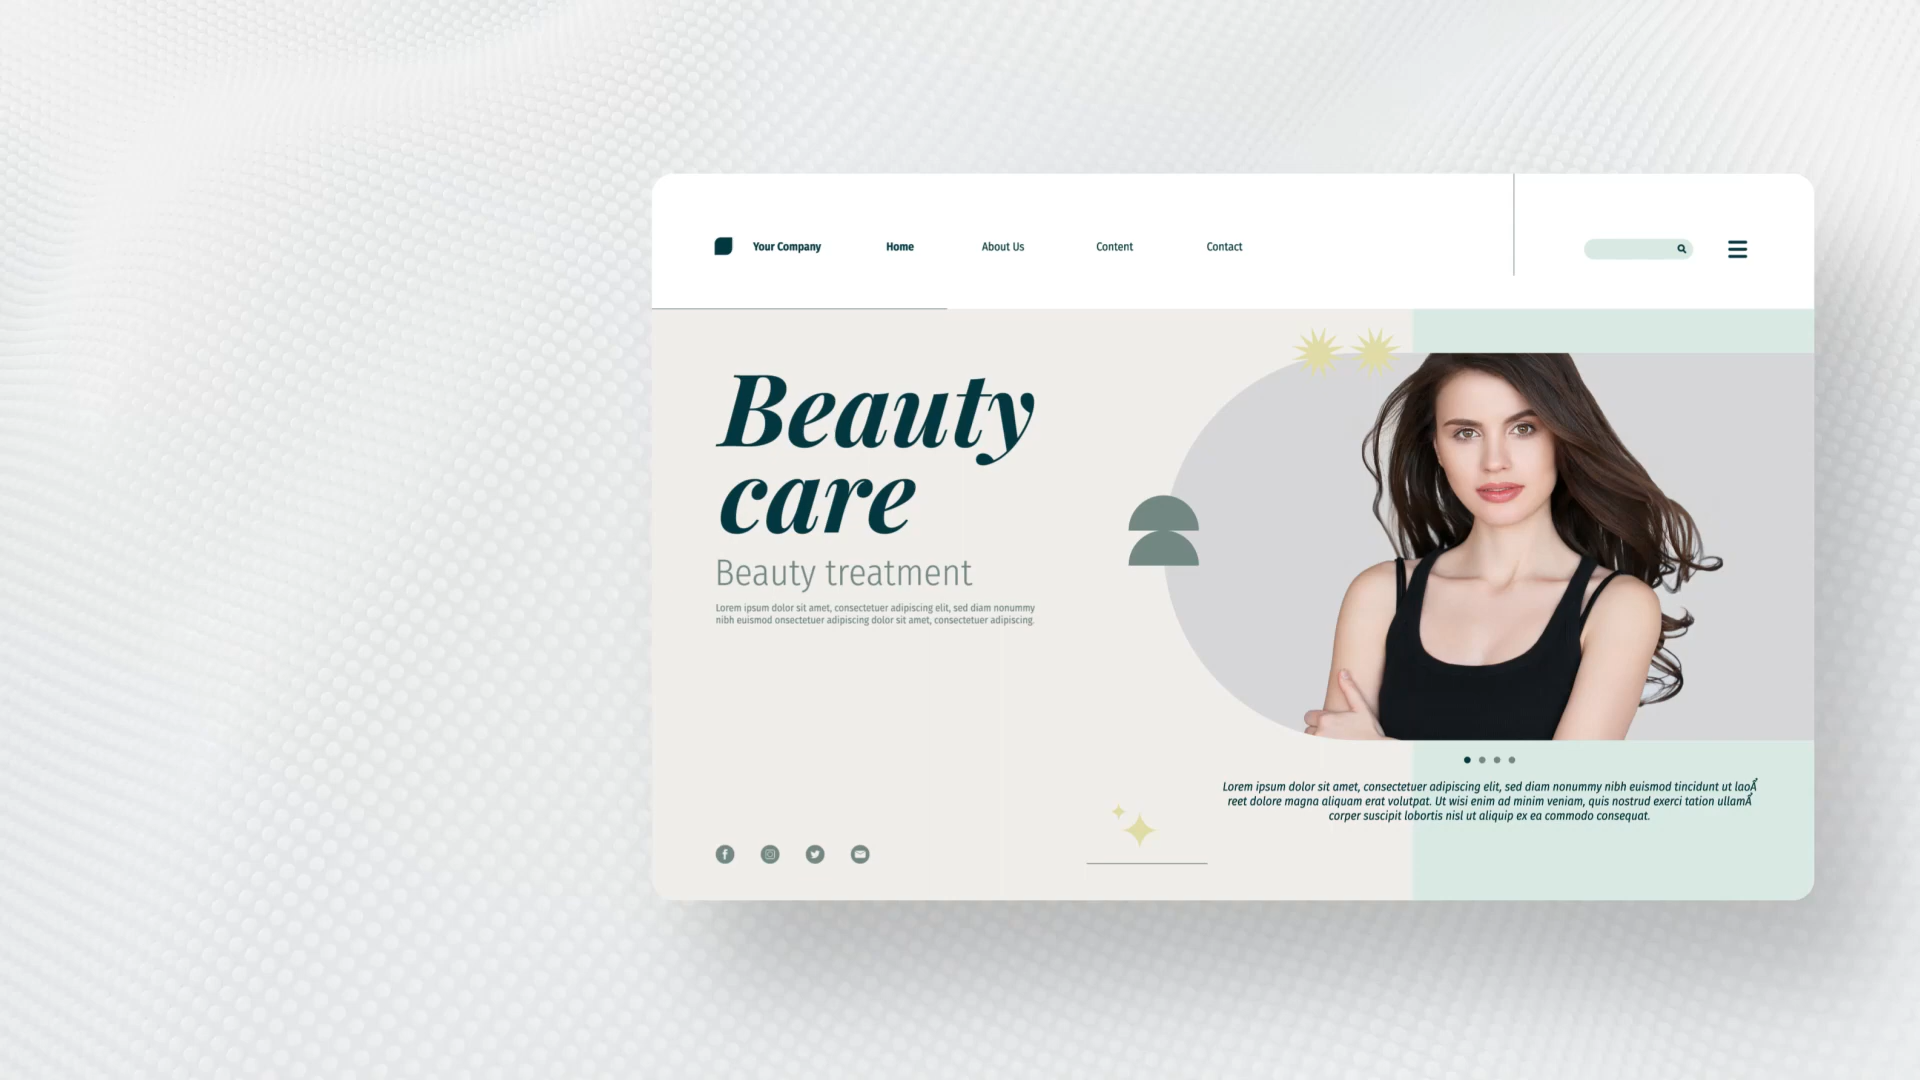 Your Company Home About Us Content Contact
Beauty
care
Beauty treatment
Lorem ipsum dolor sit amet, consectetuer adipiscing elit, sed diam nonummy
nibh euismod onsectetuer adipiscing dolor sit amet, consectetuer adipiscing.
Lorem ipsum dolor sit amet, consectetuer adipiscing elit, sed diam nonummy nibh euismod tincidunt ut laoǺ
reet dolore magna aliquam erat volutpat. Ut wisi enim ad minim veniam, quis nostrud exerci tation ullamǺ
corper suscipit lobortis nisl ut aliquip ex ea commodo consequat.